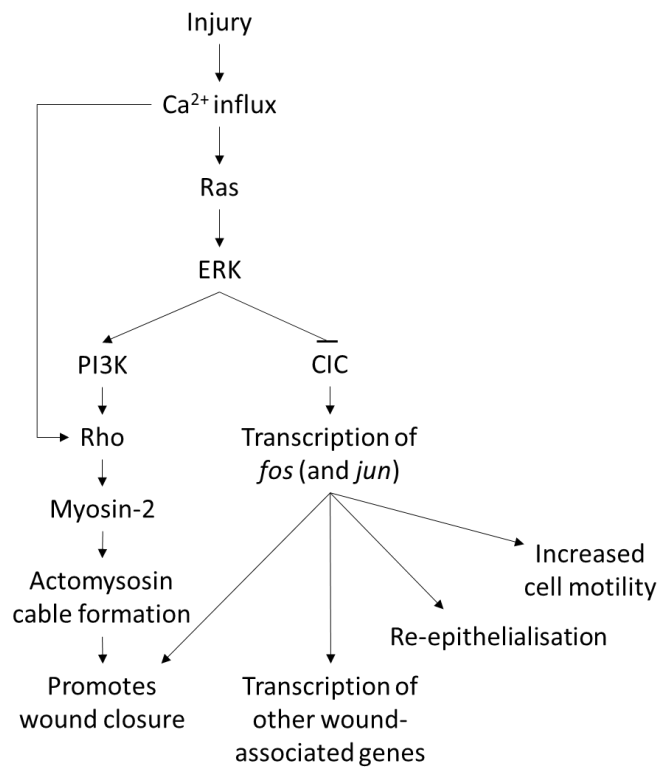 Injury
Ca²⁺ influx
Ras
ERK
PI3K
CIC
Rho
Transcription of
fos (and jun)
Myosin-2
Actomysosin
cable formation
Increased
cell motility
Re-epithelialisation
Promotes
wound closure
Transcription of
other wound-
associated genes